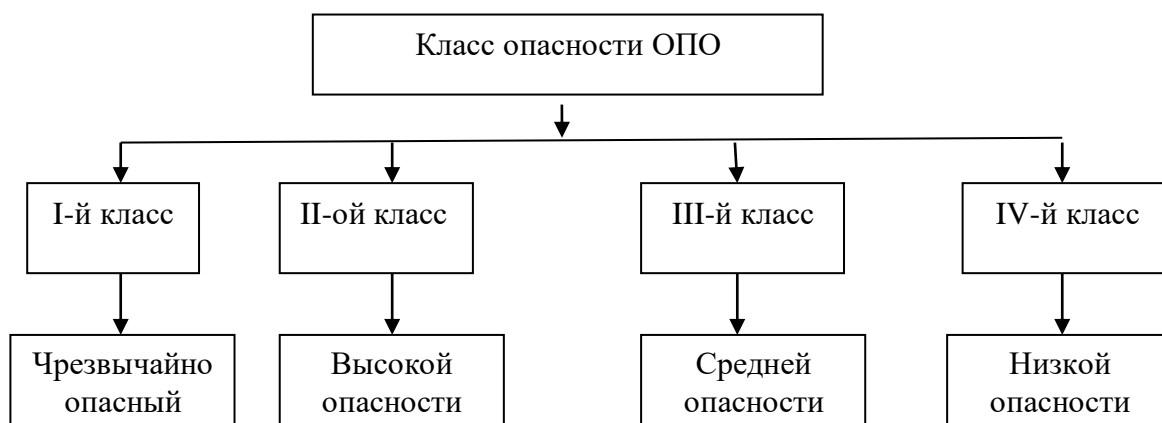 Класс опасности ОПО
I-й класс
II-ой класс
III-й класс
IV-й класс
Чрезвычайно
опасный
Высокой
опасности
Средней
опасности
Низкой
опасности